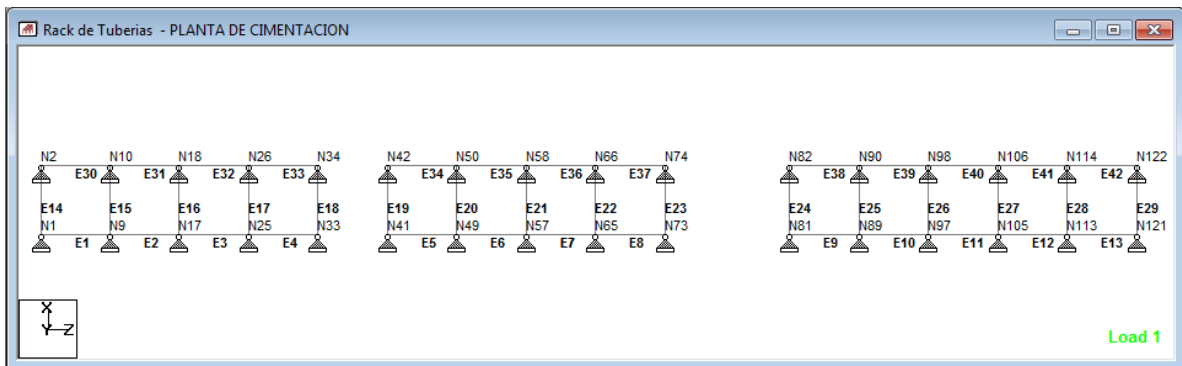 Rack de Tuberias - PLANTA DE CIMENTACION
N2 N10 N18 N26 N34 N42 N50 N58 N66 N74 N82 N90 N98 N106 N114 N122
E30 E31 E32 E33 E34 E35 E36 E37 E38 E39 E40 E41 E42
E14 E15 E16 E17 E18 E19 E20 E21 E22 E23 E24 E25 E26 E27 E28 E29
N1 N9 N17 N25 N33 N41 N49 N57 N65 N73 N81 N89 N97 N105 N113 N121
E1 E2 E3 E4 E5 E6 E7 E8 E9 E10 E11 E12 E13
X
Y Z
Load 1